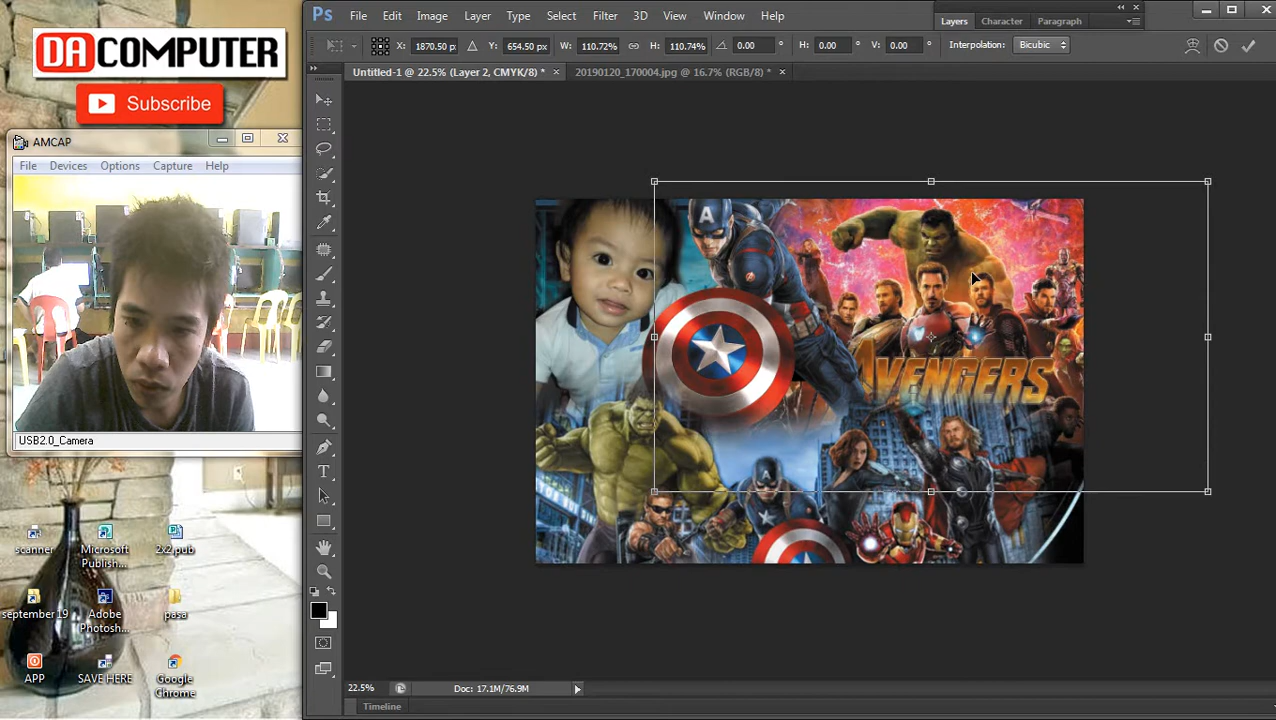 DA COMPUTER
Subscribe
AMCAP
File Devices Options Capture Help
USB2.0_Camera
scanner
Microsoft Publish...
2x2.pub
september 19
Adobe Photosh...
pasa
APP
SAVE HERE
Google Chrome
Ps File Edit Image Layer Type Select Filter 3D View Window Help
Layers Character Paragraph
X: 1870.50 p: Y: 654.50 px W: 110.72% H: 110.74% 0.00 ° H: 0.00 ° V: 0.00 ° Interpolation: Bicubic
Untitled-1 @ 22.5% (Layer 2, CMYK/8) * × 20190120_170004.jpg @ 16.7% (RGB/8) * ×
A
AVENGERS
22.5% Doc: 17.1M/76.9M
Timeline